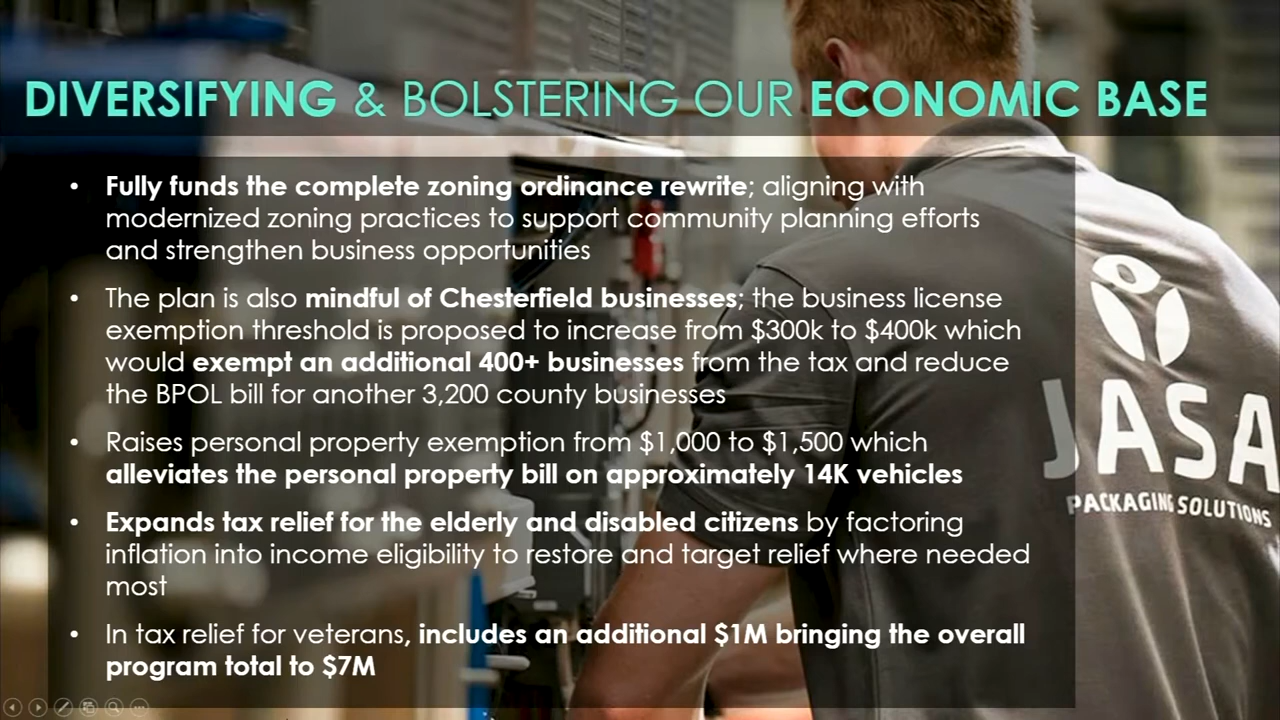 DIVERSIFYING & BOLSTERING OUR ECONOMIC BASE
• Fully funds the complete zoning ordinance rewrite; aligning with
modernized zoning practices to support community planning efforts
and strengthen business opportunities
• The plan is also mindful of Chesterfield businesses; the business license
exemption threshold is proposed to increase from $300k to $400k which
would exempt an additional 400+ businesses from the tax and reduce
the BPOL bill for another 3,200 county businesses
• Raises personal property exemption from $1,000 to $1,500 which
alleviates the personal property bill on approximately 14K vehicles
• Expands tax relief for the elderly and disabled citizens by factoring
inflation into income eligibility to restore and target relief where needed
most
• In tax relief for veterans, includes an additional $1M bringing the overall
program total to $7M
JASA
PACKAGING SOLUTIONS